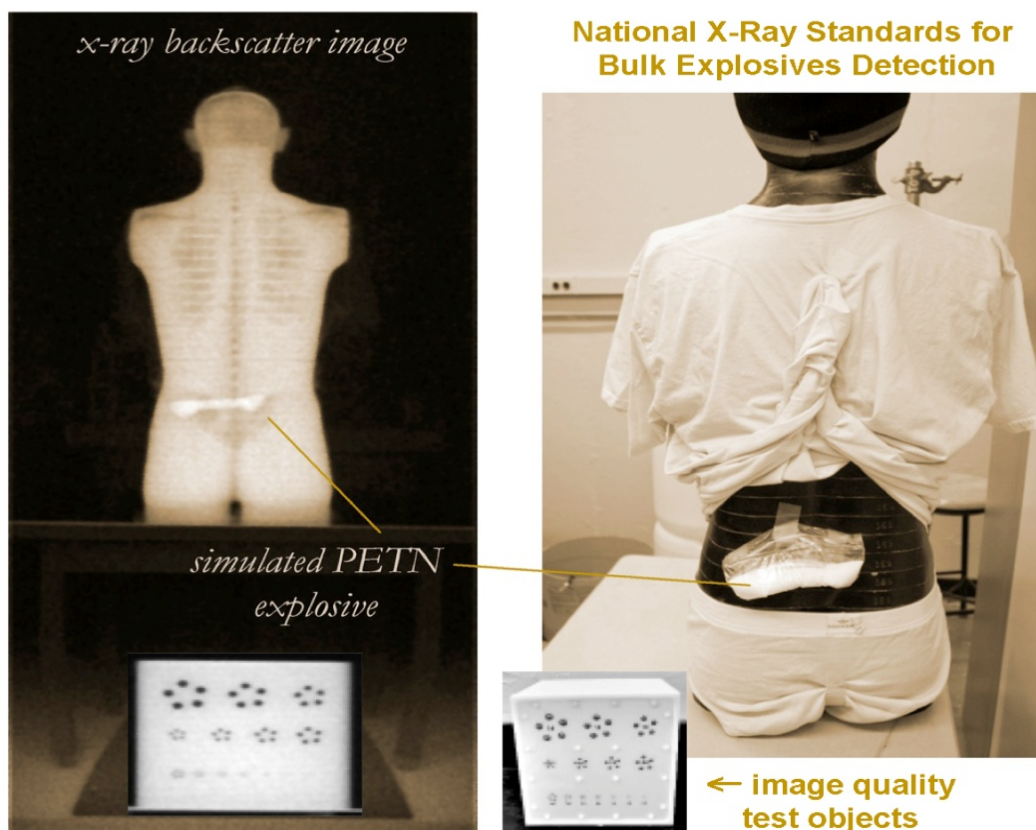 x-ray backscatter image
National X-Ray Standards for
Bulk Explosives Detection
simulated PETN
explosive
← image quality
test objects